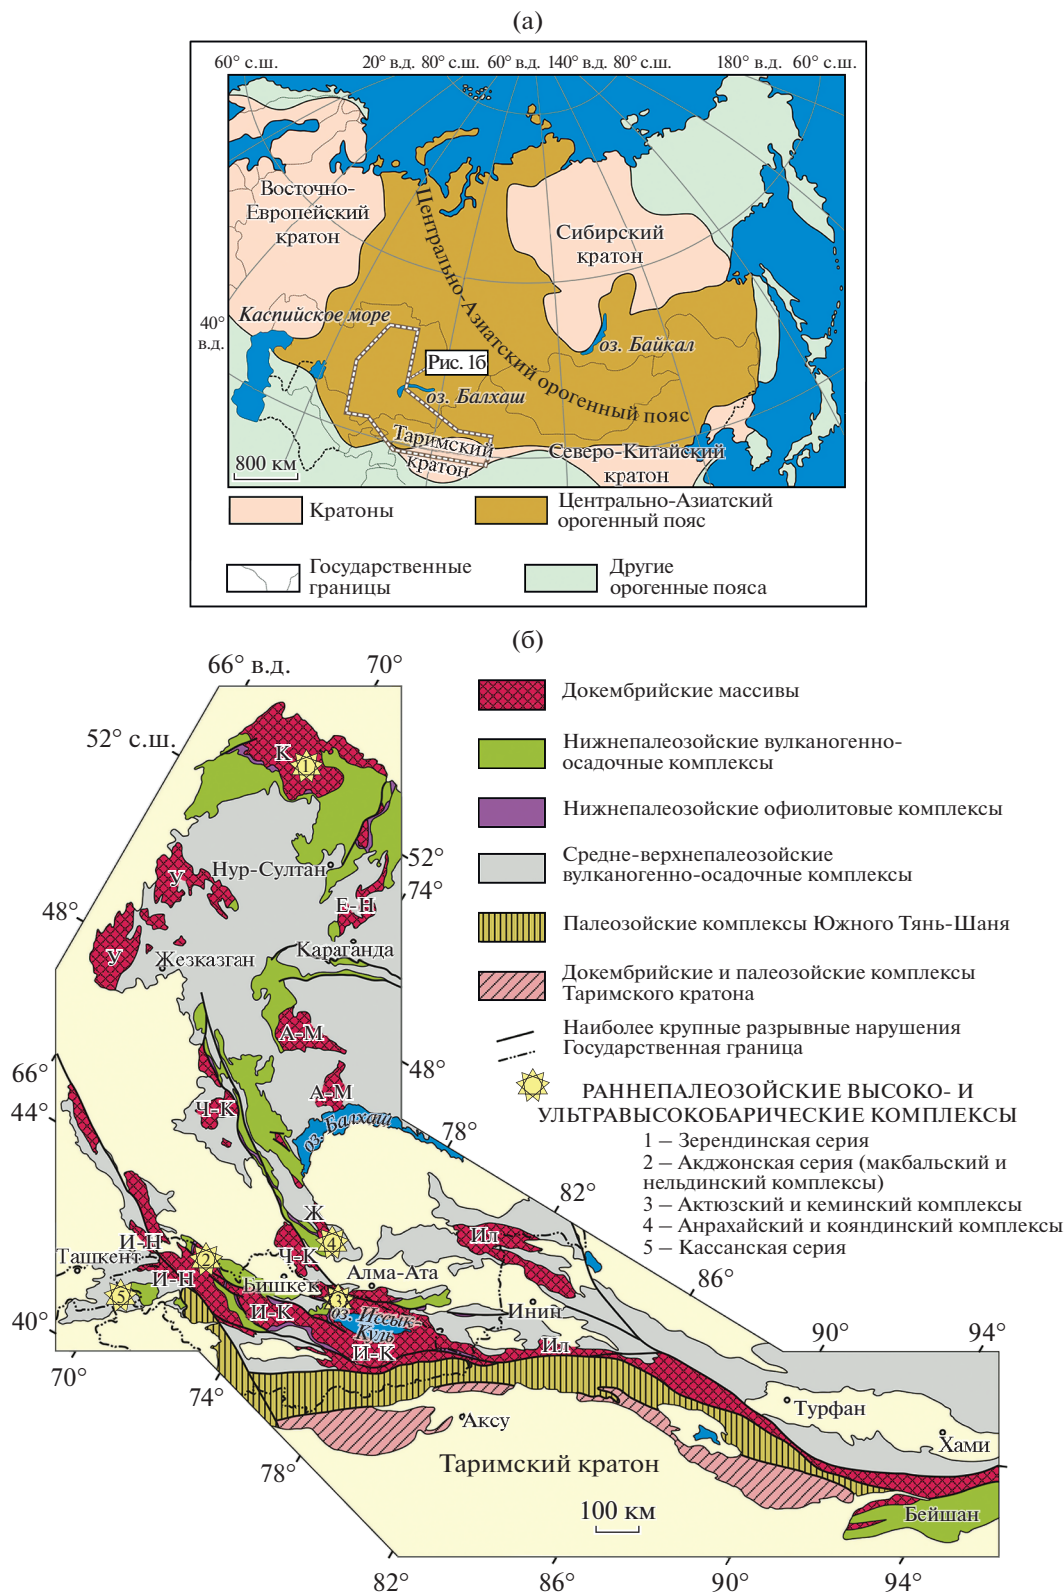 (а)
60° с.ш.
20° в.д.
80° с.ш.
60° в.д.
140° в.д.
80° с.ш.
180° в.д.
60° с.ш.
Восточно-
Европейский
кратон
Центрально-Азиатский орогенный пояс
Сибирский
кратон
Каспийское море
40°
в.д.
оз. Байкал
Рис. 1б
оз. Балхаш
Таримский
кратон
Северо-Китайский
кратон
800 км
Кратоны
Центрально-Азиатский
орогенный пояс
Государственные
границы
Другие
орогенные пояса
(б)
66° в.д.
70°
52° с.ш.
К
1
Нур-Султан
52°
74°
У
Е-Н
48°
У
Жезказган
Караганда
А-М
48°
66°
А-М
44°
Ч-К
оз. Балхаш
78°
82°
Ж
4
Ил
И-Н
Ташкент
2
Ч-К
И-Н
Алма-Ата
86°
5
Бишкек
3
Инин
И-К
оз. Иссык-
Куль
40°
И-К
Ил
90°
94°
70°
74°
Турфан
Аксу
Хами
78°
Таримский кратон
100 км
Бейшан
82°
86°
90°
94°
Докембрийские массивы
Нижнепалеозойские вулканогенно-
осадочные комплексы
Нижнепалеозойские офиолитовые комплексы
Средне-верхнепалеозойские
вулканогенно-осадочные комплексы
Палеозойские комплексы Южного Тянь-Шаня
Докембрийские и палеозойские комплексы
Таримского кратона
Наиболее крупные разрывные нарушения
Государственная граница
РАННЕПАЛЕОЗОЙСКИЕ ВЫСОКО- И
УЛЬТРАВЫСОКОБАРИЧЕСКИЕ КОМПЛЕКСЫ
1 – Зерендинская серия
2 – Акджонская серия (макбальский и
нельдинский комплексы)
3 – Актюзский и кеминский комплексы
4 – Анрахайский и кояндинский комплексы
5 – Кассанская серия